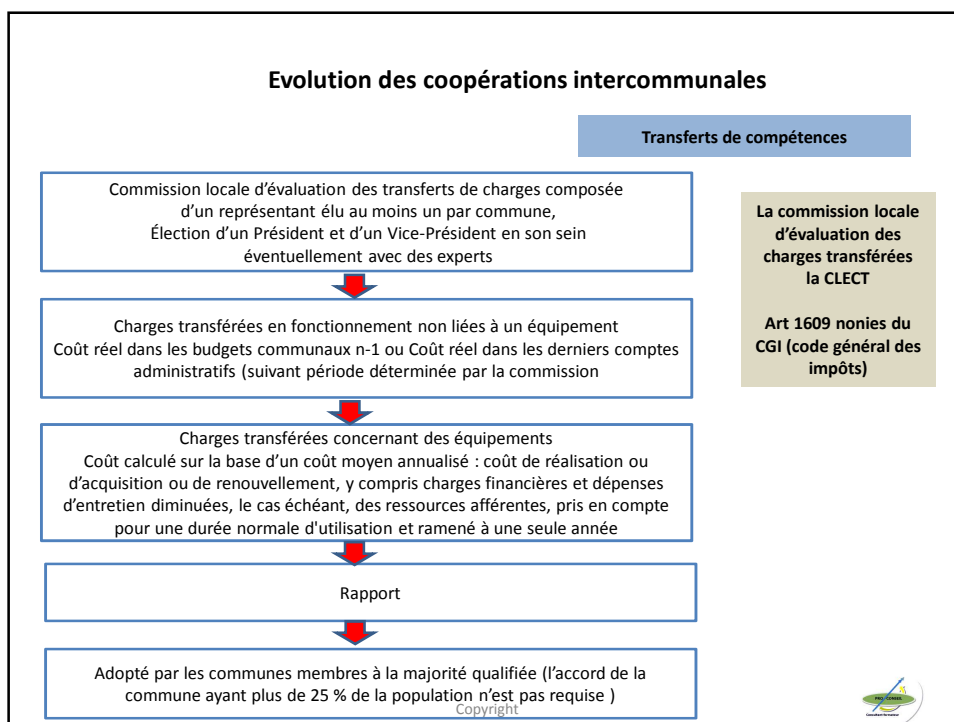 Evolution des coopérations intercommunales
Transferts de compétences
Commission locale d’évaluation des transferts de charges composée
d’un représentant élu au moins un par commune,
Élection d’un Président et d’un Vice-Président en son sein
éventuellement avec des experts
La commission locale
d’évaluation des
charges transférées
la CLECT
Art 1609 nonies du
CGI (code général des
impôts)
Charges transférées en fonctionnement non liées à un équipement
Coût réel dans les budgets communaux n-1 ou Coût réel dans les derniers comptes
administratifs (suivant période déterminée par la commission
Charges transférées concernant des équipements
Coût calculé sur la base d’un coût moyen annualisé : coût de réalisation ou
d’acquisition ou de renouvellement, y compris charges financières et dépenses
d’entretien diminuées, le cas échéant, des ressources afférentes, pris en compte
pour une durée normale d'utilisation et ramené à une seule année
Rapport
Adopté par les communes membres à la majorité qualifiée (l’accord de la
commune ayant plus de 25 % de la population n’est pas requise )
Copyright
PRO CONSEIL
Consultant formateur